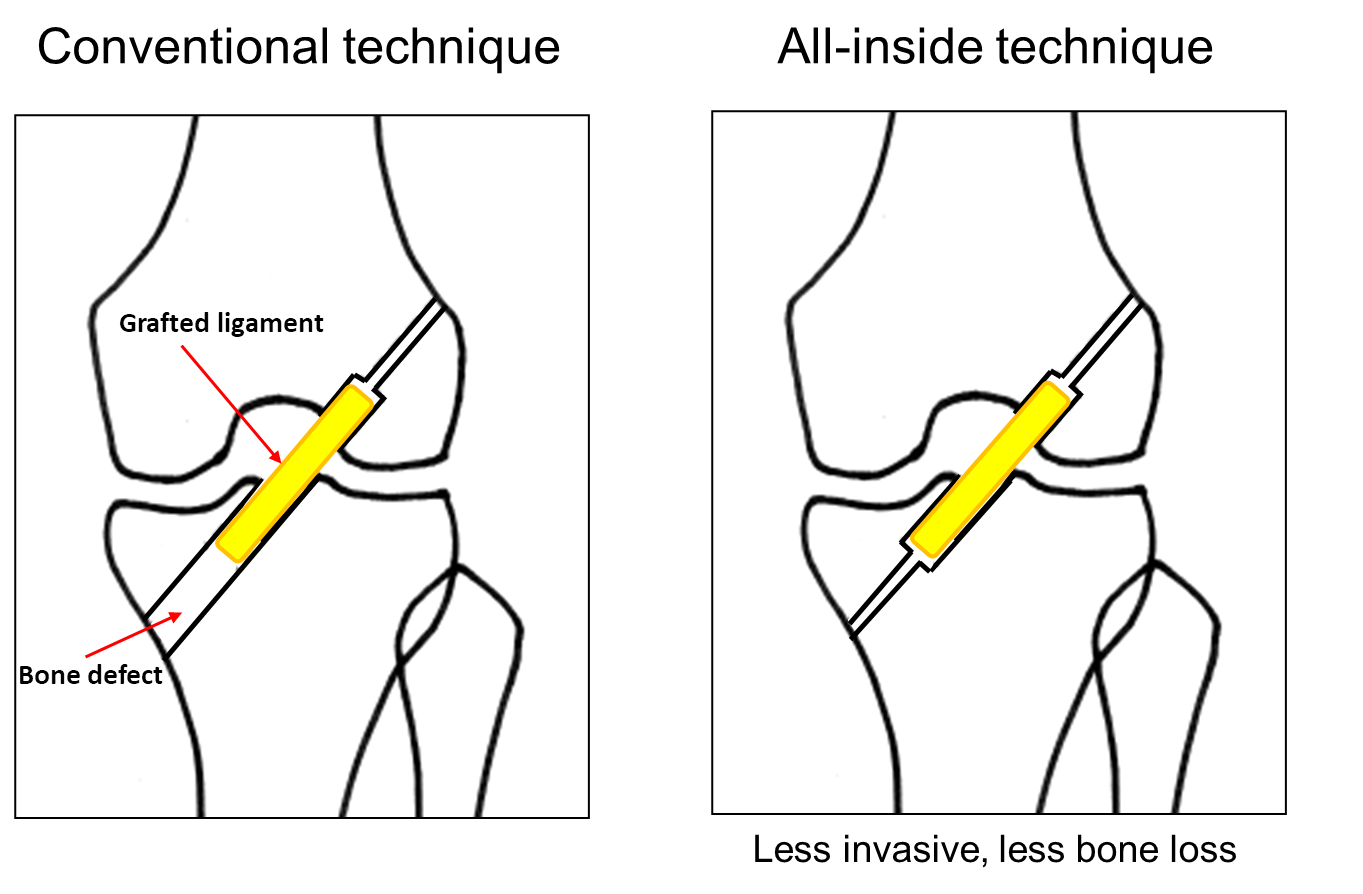 Conventional technique
All-inside technique
Grafted ligament
Bone defect
Less invasive, less bone loss